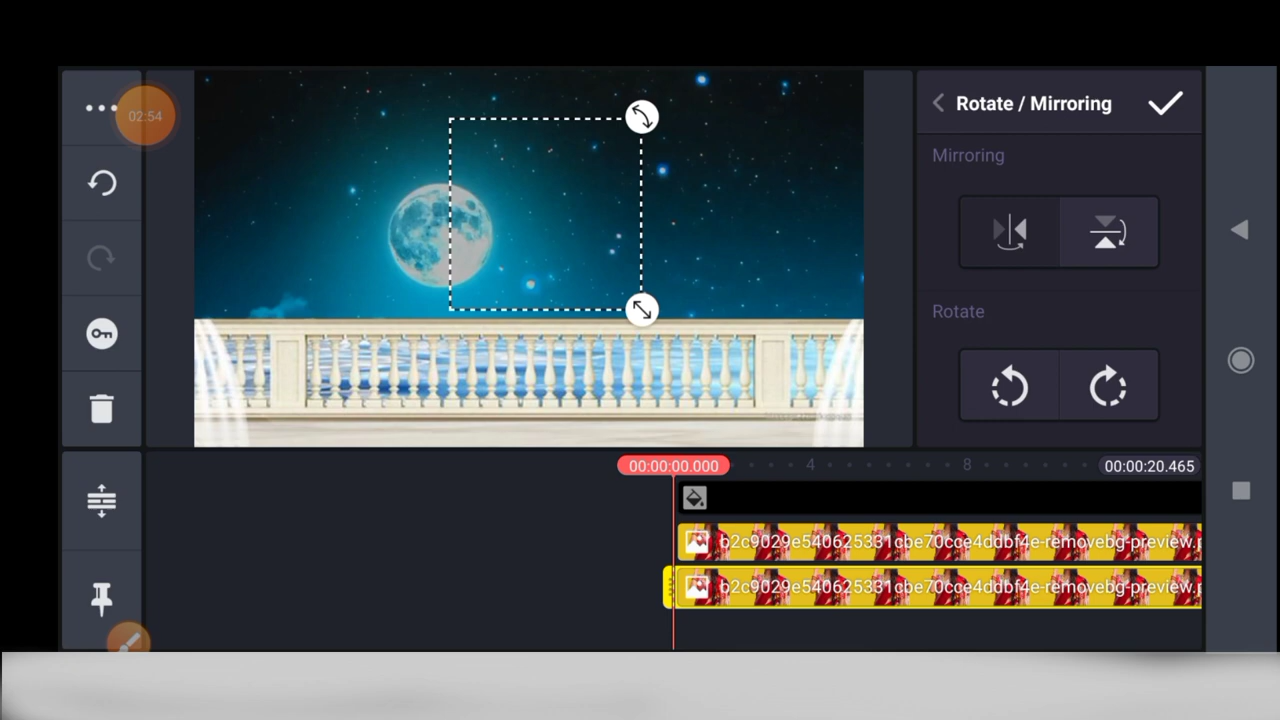 02:54
Rotate / Mirroring
Mirroring
Rotate
00:00:00.000
4
8
00:00:20.465
b2c9029e540625331cbe70cce4ddbf4e-removebg-preview.p
b2c9029e540625331cbe70cce4ddbf4e-removebg-preview.p